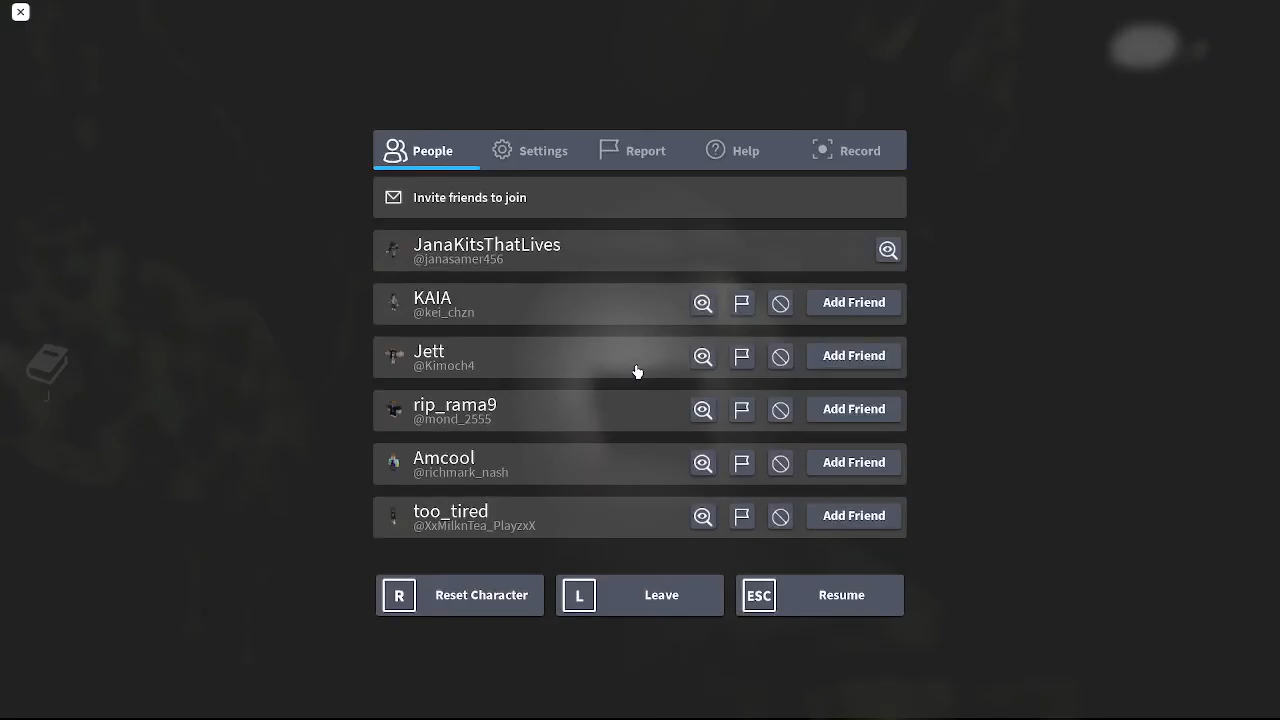 People
Settings
Report
Help
Record
Invite friends to join
JanaKitsThatLives
@janasamer456
KAIA
@kei_chzn
Add Friend
Jett
@Kimoch4
Add Friend
rip_rama9
@mond_2555
Add Friend
Amcool
@richmark_nash
Add Friend
too_tired
@XxMilknTea_PlayzxX
Add Friend
R Reset Character
L Leave
ESC Resume